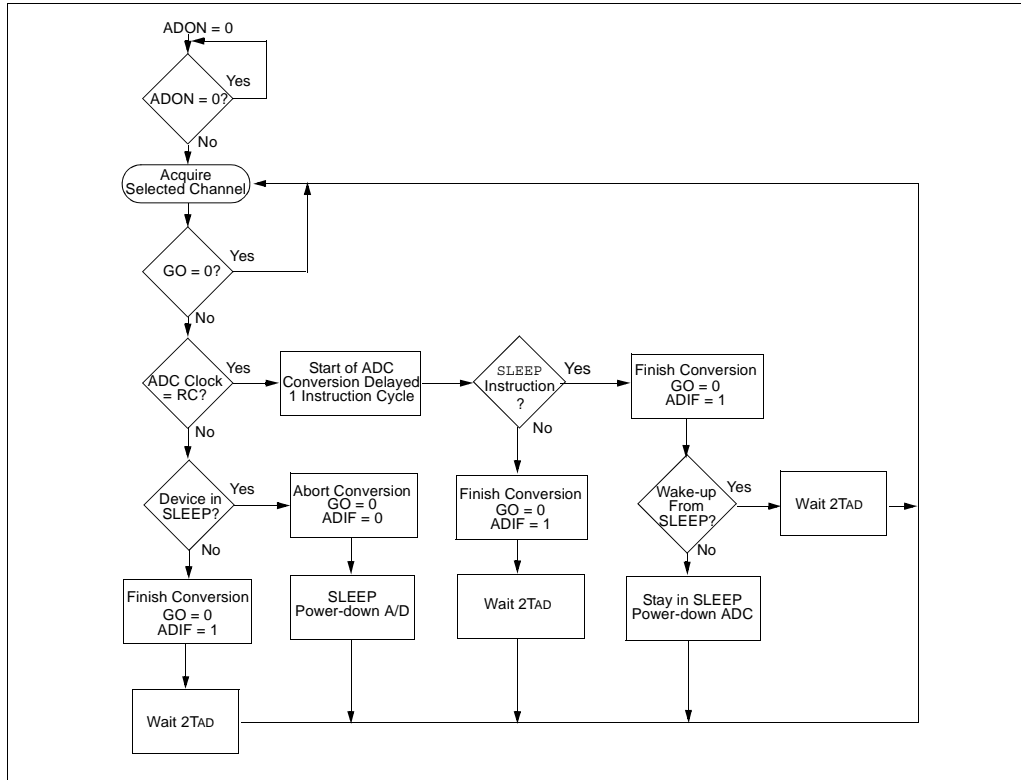 ADON = 0
Yes
ADON = 0?
No
Acquire
Selected Channel
Yes
GO = 0?
No
Yes
ADC Clock
= RC?
No
Start of ADC
Conversion Delayed
1 Instruction Cycle
SLEEP
Instruction
?
Yes
No
Finish Conversion
GO = 0
ADIF = 1
Device in
SLEEP?
Yes
No
Abort Conversion
GO = 0
ADIF = 0
Finish Conversion
GO = 0
ADIF = 1
Wake-up
From
SLEEP?
Yes
No
Wait 2TAD
Finish Conversion
GO = 0
ADIF = 1
SLEEP
Power-down A/D
Wait 2TAD
Stay in SLEEP
Power-down ADC
Wait 2TAD